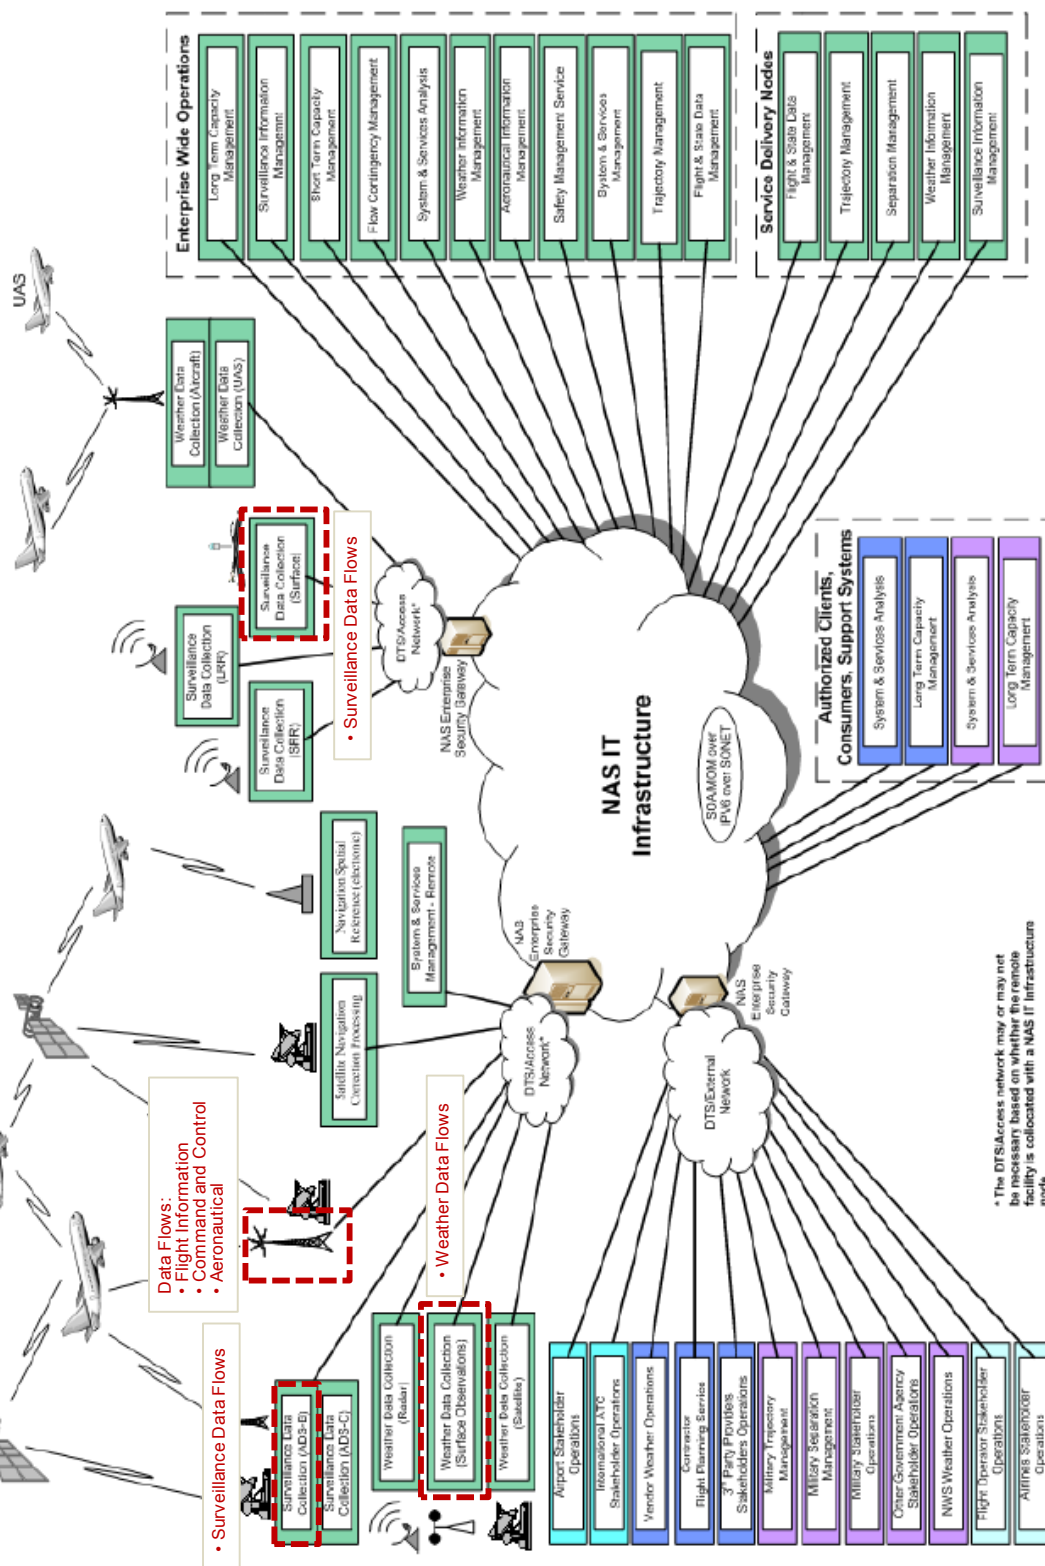 UAS
Enterprise Wide Operations
Long Term Capacity
Management
Surveillance Information
Managemnt
Short Term Capacity
Management
Flow Contingency Management
System & Services Analysis
Weather Information
Management
Aeronautical Information
Management
Safety Management Service
System & Services
Management
Trajectory Management
Flight & State Data
Management
Service Delivery Nodes
Flight & State Data
Management
Trajectory Management
Separation Management
Weather Information
Management
Surveillance Information
Management
Weather Data
Collection (Aircraft)
Weather Data
Collection (UAS)
Surveillance
Data Collection
(Surface)
Surveillance
Data Collection
(LRR)
Surveillance
Data Collection
(SRR)
• Surveillance Data Flows
DTS/Access
Network*
NAS Enterprise
Security Gateway
Navigation Spatial
Reference (electronic)
Satellite Navigation
Correction Processing
System & Services
Management - Remote
NAS
Enterprise
Security
Gateway
DTS/Access
Network*
NAS IT
Infrastructure
SOA/MOM over
IPV6 over SONET
NAS
Enterprise
Security
Gateway
DTS/External
Network
Authorized Clients,
Consumers, Support Systems
System & Services Analysis
Long Term Capacity
Management
System & Services Analysis
Long Term Capacity
Management
Data Flows:
• Flight Information
• Command and Control
• Aeronautical
• Weather Data Flows
• Surveillance Data Flows
Surveillance Data
Collection (ADS-B)
Surveillance Data
Collection (ADS-C)
Weather Data Collection
(Radar)
Weather Data Collection
(Surface Observations)
Weather Data Collection
(Satellite)
Airport Stakeholder
Operations
International ATC
Stakeholder Operations
Vendor Weather Operations
Contractor
Flight Planning Service
3rd Party Providers
Stakeholders Operations
Military Trajectory
Management
Military Separation
Management
Military Stakeholder
Operations
Other Government Agency
Stakeholder Operations
NWS Weather Operations
Flight Operator Stakeholder
Operations
Airlines Stakeholder
Operations
* The DTS/Access network may or may not
be necessary based on whether the remote
facility is collocated with a NAS IT Infrastructure
node